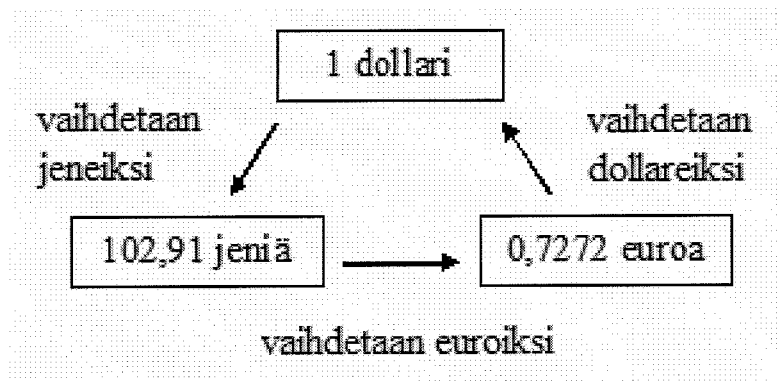 1 dollari
vaihdetaan
jeneiksi
vaihdetaan
dollareiksi
102,91 jeniä
0,7272 euroa
vaihdetaan euroiksi